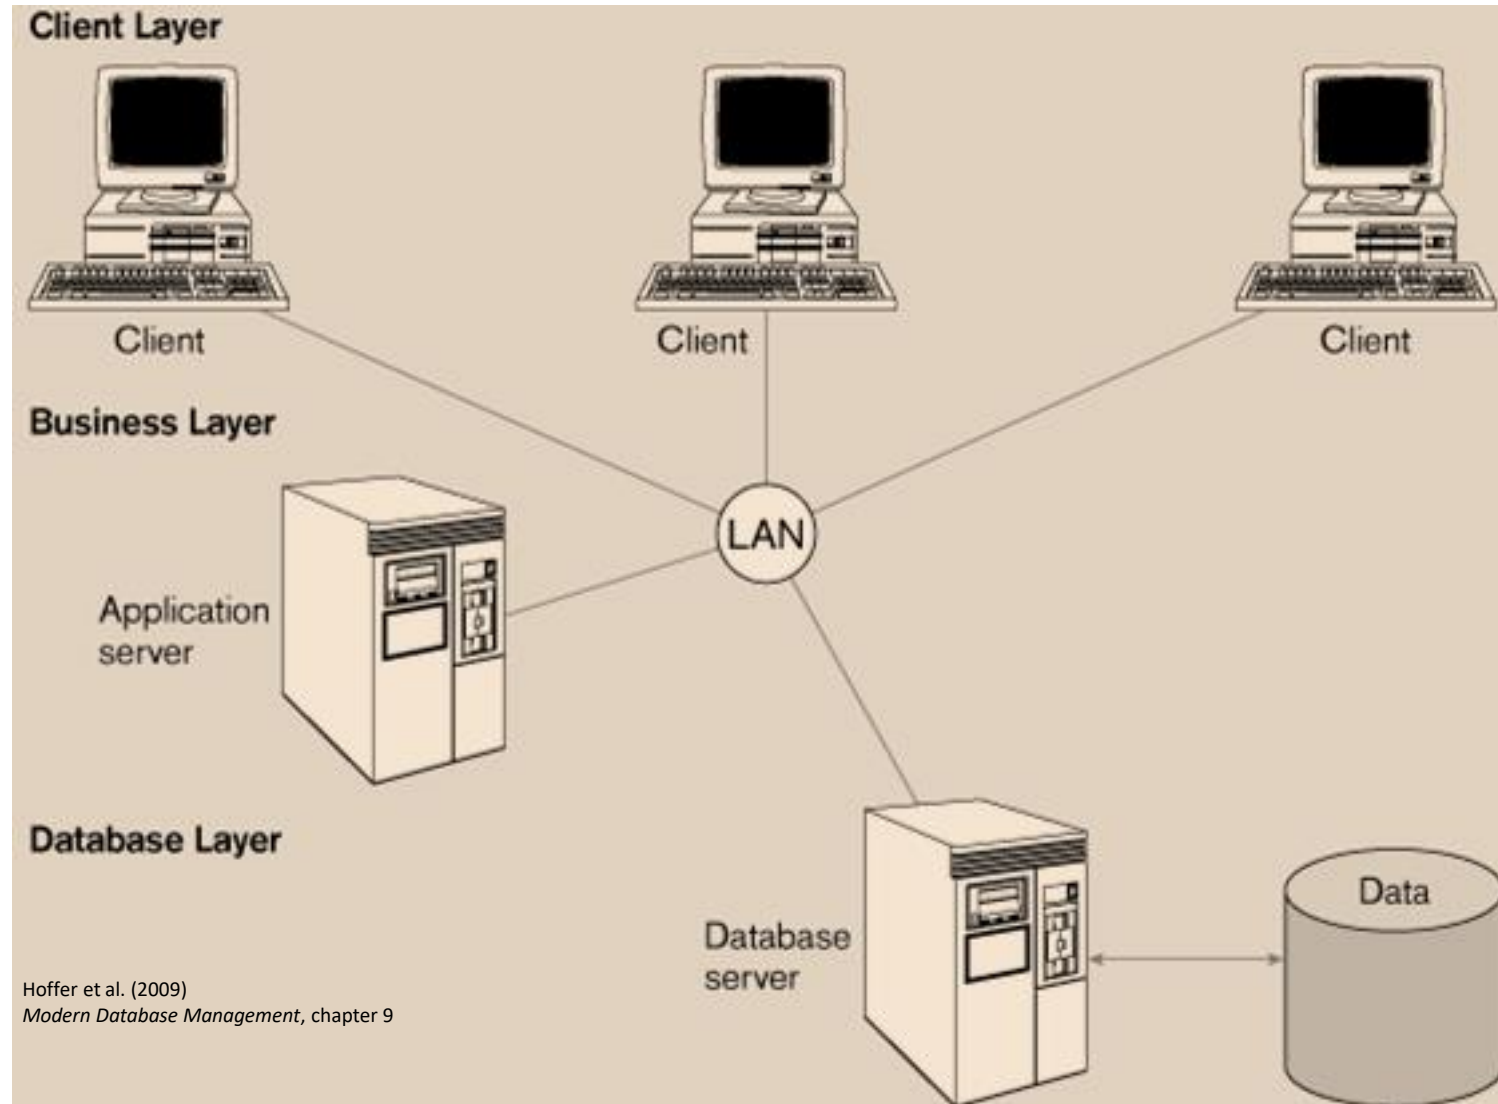 Client Layer
Client
Client
Client
Business Layer
LAN
Application
server
Database Layer
Data
Database
server
Hoffer et al. (2009)
Modern Database Management, chapter 9